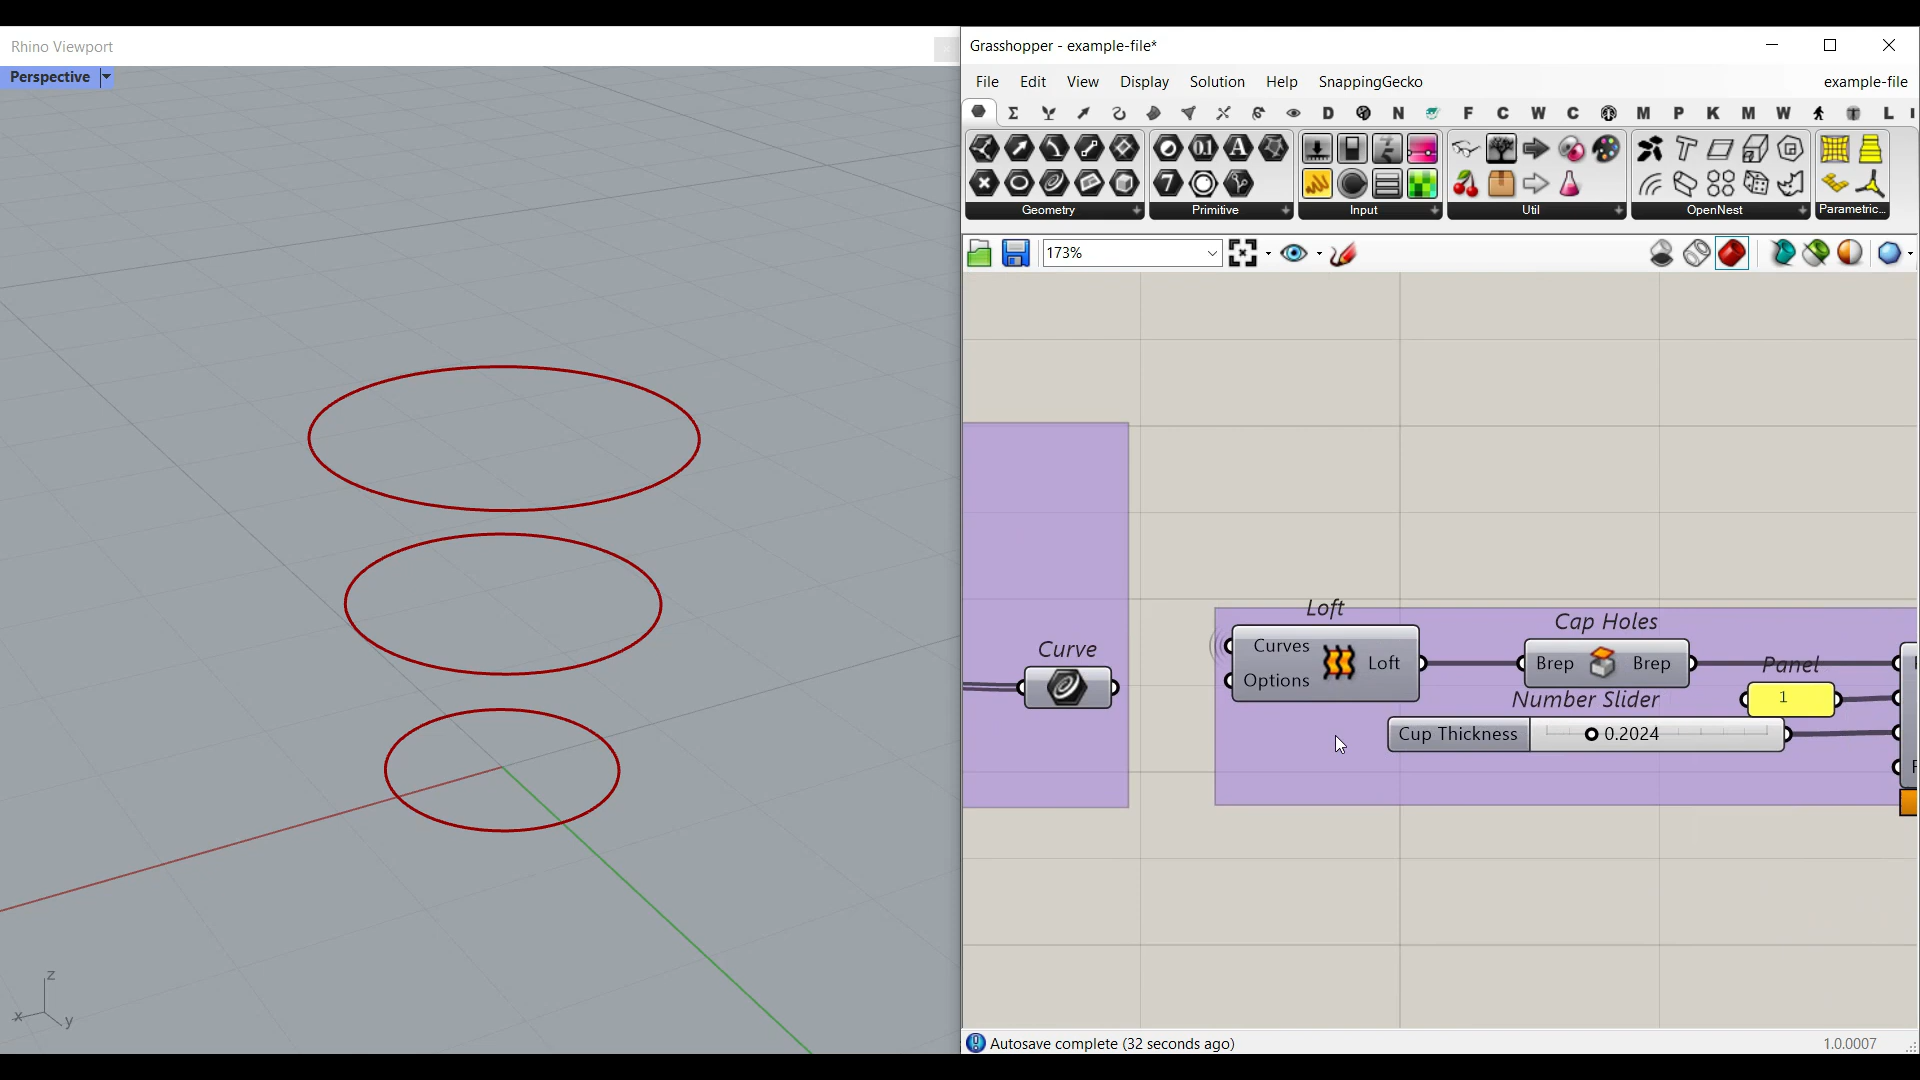 Rhino Viewport
Perspective
z
x
y
Grasshopper - example-file*
File Edit View Display Solution Help SnappingGecko example-file
D N F C W C M P K M W L
Geometry Primitive Input Util OpenNest Parametric...
173%
Curve
Loft
Curves
Options
Loft
Cap Holes
Brep Brep
Panel
1
Number Slider
Cup Thickness 0.2024
Autosave complete (32 seconds ago)
1.0.0007